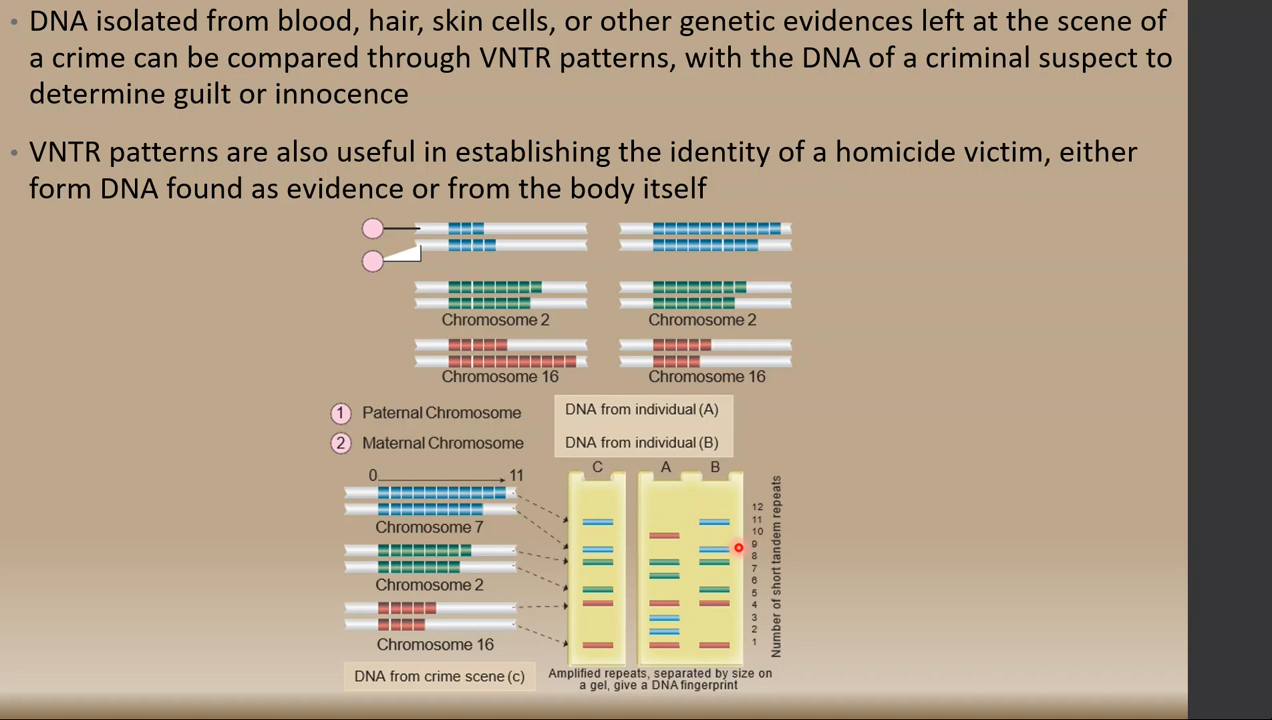 • DNA isolated from blood, hair, skin cells, or other genetic evidences left at the scene of
a crime can be compared through VNTR patterns, with the DNA of a criminal suspect to
determine guilt or innocence
• VNTR patterns are also useful in establishing the identity of a homicide victim, either
form DNA found as evidence or from the body itself
Chromosome 2
Chromosome 2
Chromosome 16
Chromosome 16
1 Paternal Chromosome
2 Maternal Chromosome
DNA from individual (A)
DNA from individual (B)
0
11
Chromosome 7
Chromosome 2
Chromosome 16
DNA from crime scene (c)
C
A
B
12
11
10
9
8
7
6
5
4
3
2
1
Number of short tandem repeats
Amplified repeats, separated by size on
a gel, give a DNA fingerprint